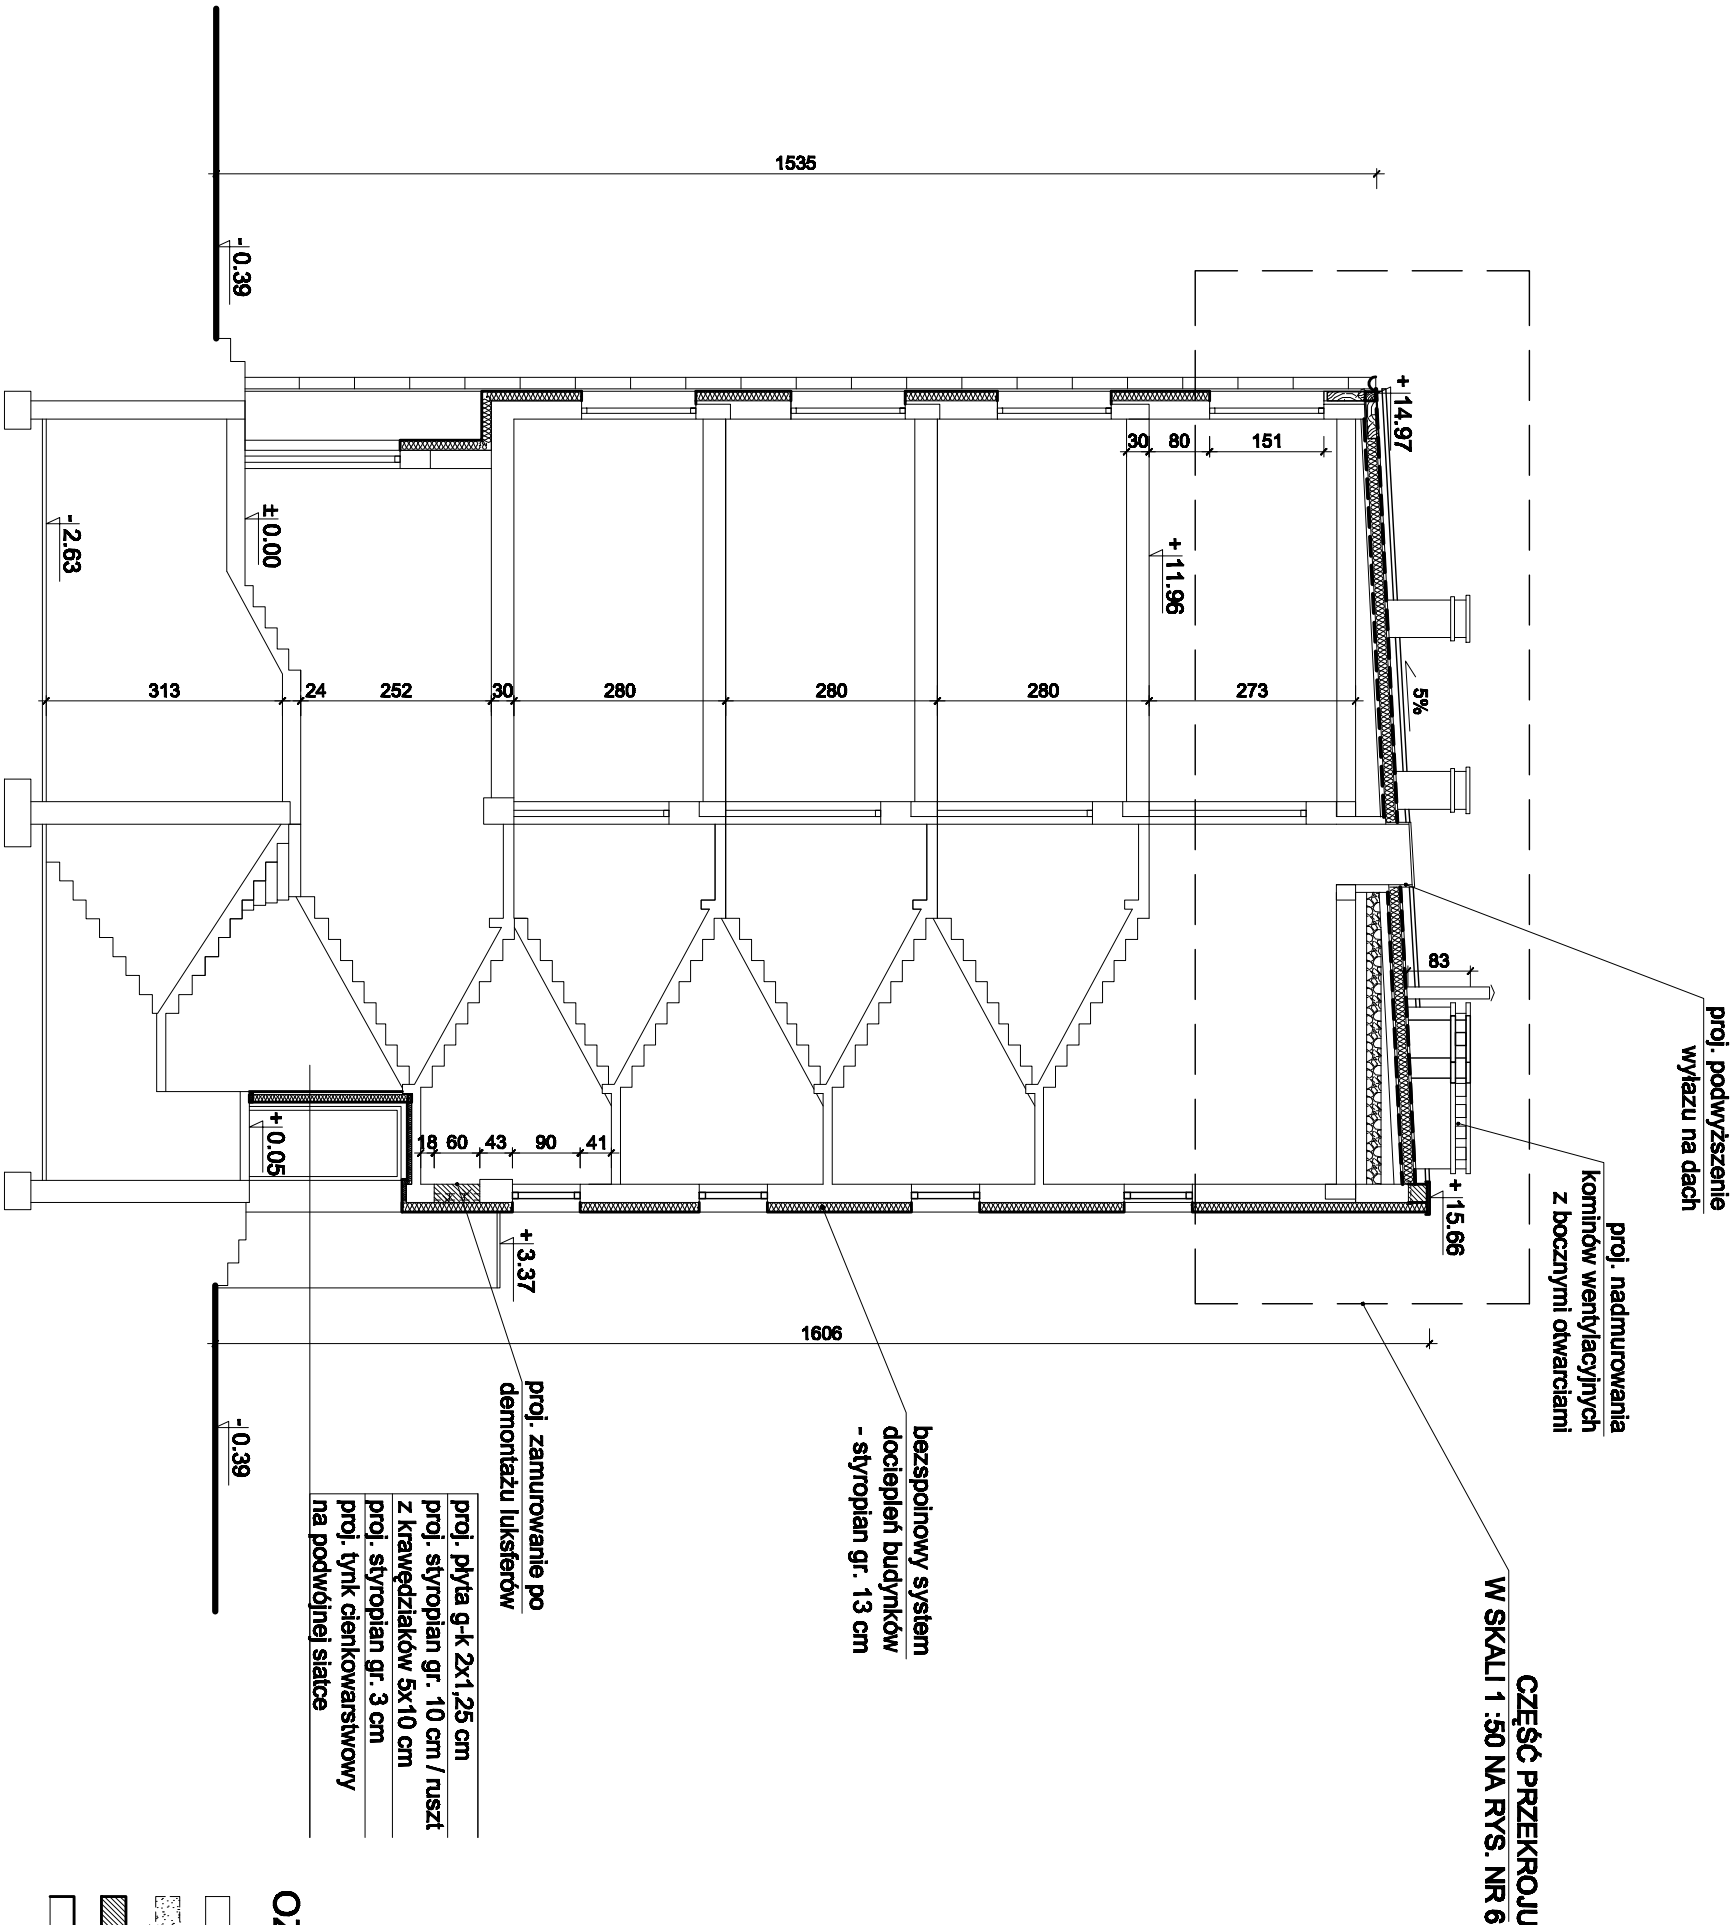 proj. podwyższenie
wyłazu na dach
proj. nadmurowania
kominów wentylacyjnych
z bocznymi otwarciami
CZĘŚĆ PRZEKROJU
W SKALI 1 :50 NA RYS. NR 6
+ 14.97
5%
83
+ 15.66
151
80
30
+ 11.96
273
280
280
280
30
252
24
313
1535
1606
bezspoinowy system
dociepleń budynków
- styropian gr. 13 cm
41
90
43
60
18
+ 3.37
proj. zamurowanie po
demontażu luksferów
± 0.00
+ 0.05
- 0.39
- 0.39
- 2.63
proj. płyta g-k 2x1,25 cm
proj. styropian gr. 10 cm / ruszt
z krawędziaków 5x10 cm
proj. styropian gr. 3 cm
proj. tynk cienkowarstwowy
na podwójnej siatce